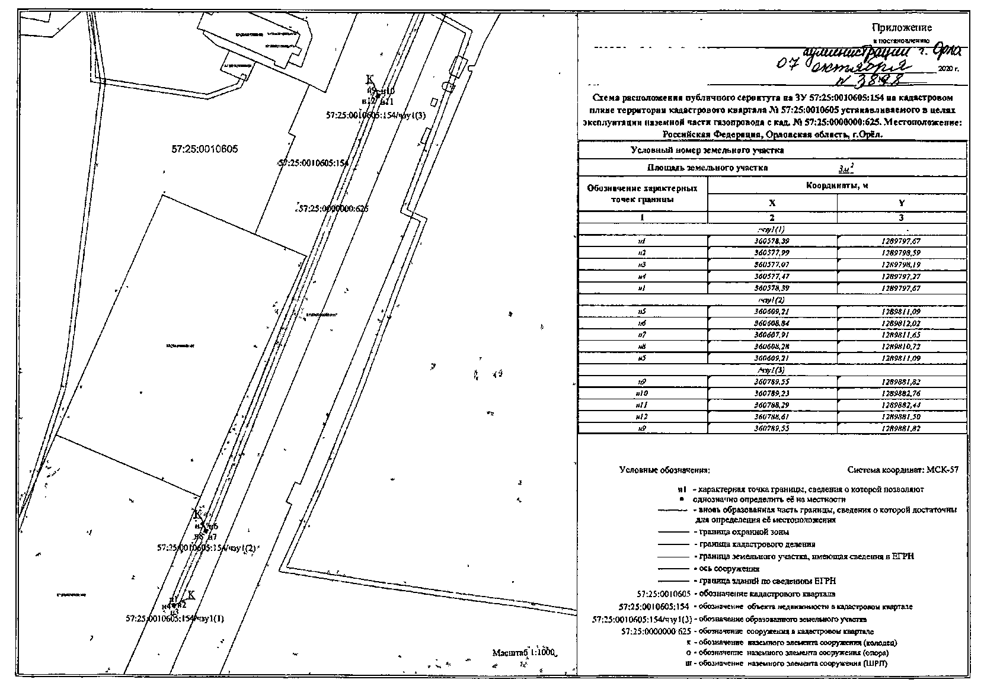 К
н9 н10
н12 н11
57:25:0010605:154/чзу1(3)
57:25:0010605
57:25:0010605:154
57:25:0000000:625
К
н5 н6
н8 н7
57:25:0010605:154/чзу1(2)
К
н1
н4 н2
н3
57:25:0010605:154/чзу1(1)
Масштаб 1:1000
Приложение
к постановлению
администрации г. Орла
07 октября 2020 г.
N 3898
Схема расположения публичного сервитута на ЗУ 57:25:0010605:154 на кадастровом
плане территории кадастрового квартала № 57:25:0010605 устанавливаемого в целях
эксплуатации наземной части газопровода с кад. № 57:25:0000000:625. Местоположение:
Российская Федерация, Орловская область, г.Орёл.
Условный номер земельного участка
Площадь земельного участка 3м²
Обозначение характерных точек границы Координаты, м
X Y
1 2 3
чзу1(1)
н1 360578,39 1289797,67
н2 360577,99 1289798,59
н3 360577,07 1289798,19
н4 360577,47 1289797,27
н1 360578,39 1289797,67
чзу1(2)
н5 360609,21 1289811,09
н6 360608,84 1289812,02
н7 360607,91 1289811,65
н8 360608,28 1289810,72
н5 360609,21 1289811,09
чзу1(3)
н9 360789,55 1289881,82
н10 360789,23 1289882,76
н11 360788,29 1289882,44
н12 360788,61 1289881,50
н9 360789,55 1289881,82
Условные обозначения: Система координат: МСК-57
н1 - характерная точка границы, сведения о которой позволяют
однозначно определить её на местности
- вновь образованная часть границы, сведения о которой достаточны
для определения её местоположения
- граница охранной зоны
- граница кадастрового деления
- граница земельного участка, имеющая сведения в ЕГРН
- ось сооружения
- граница зданий по сведениям ЕГРН
57:25:0010605 - обозначение кадастрового квартала
57:25:0010605:154 - обозначение объекта недвижимости в кадастровом квартале
57:25:0010605:154/чзу1(3) - обозначение образованного земельного участка
57:25:0000000:625 - обозначение сооружения в кадастровом квартале
к - обозначение наземного элемента сооружения (колодец)
о - обозначение наземного элемента сооружения (опора)
ш - обозначение наземного элемента сооружения (ШРП)